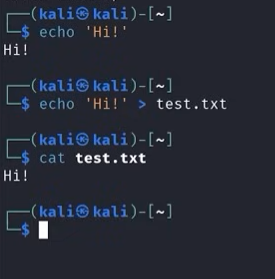 ┌──(kali㉿kali)-[~]
└─$ echo 'Hi!'
Hi!
┌──(kali㉿kali)-[~]
└─$ echo 'Hi!' > test.txt
┌──(kali㉿kali)-[~]
└─$ cat test.txt
Hi!
┌──(kali㉿kali)-[~]
└─$